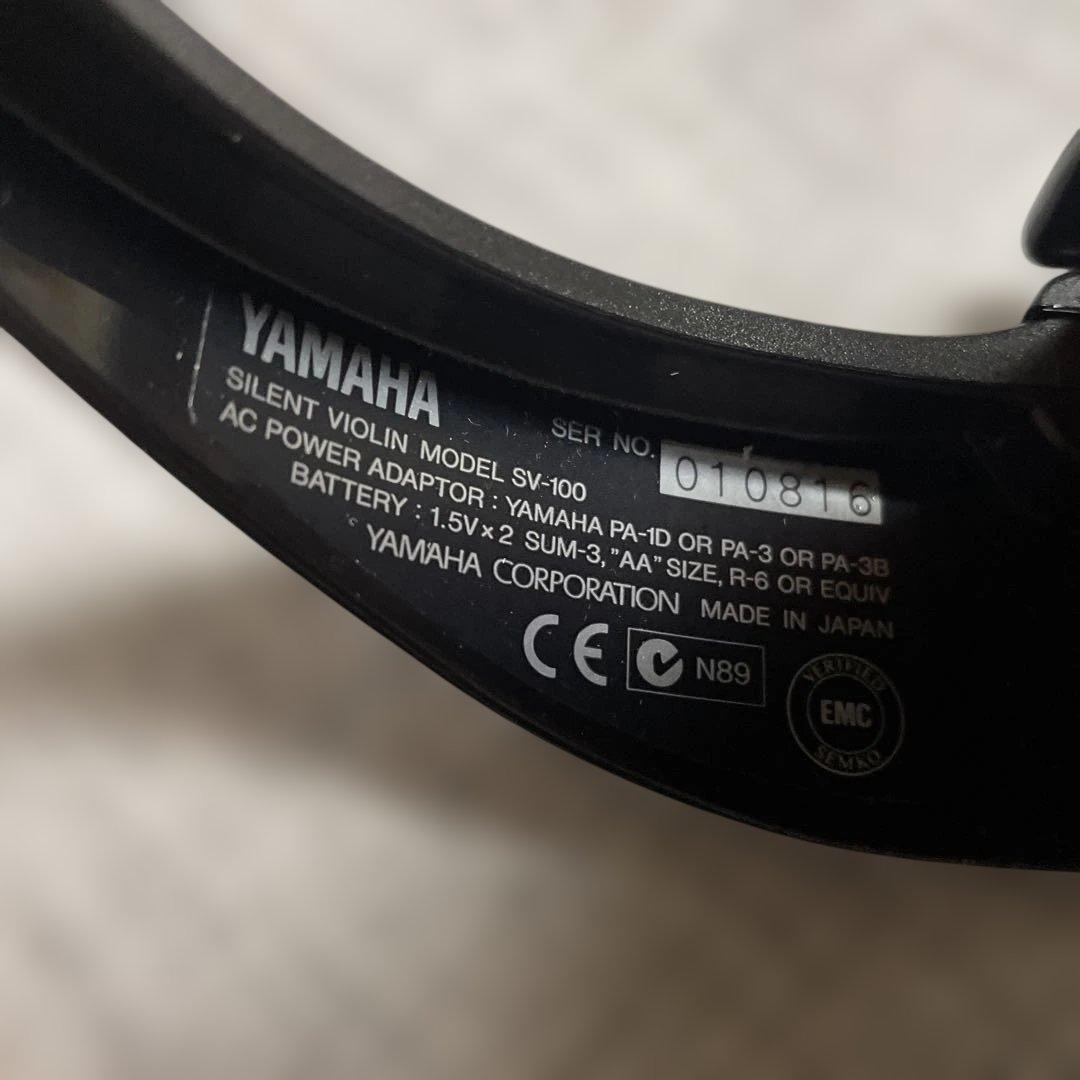 YAMAHA
SILENT VIOLIN MODEL SV-100
SER NO. 010816
AC POWER ADAPTOR : YAMAHA PA-1D OR PA-3 OR PA-3B
BATTERY : 1.5V×2 SUM-3, "AA" SIZE, R-6 OR EQUIV
YAMAHA CORPORATION MADE IN JAPAN
CE N89
VERIFIED
EMC
SEMKO